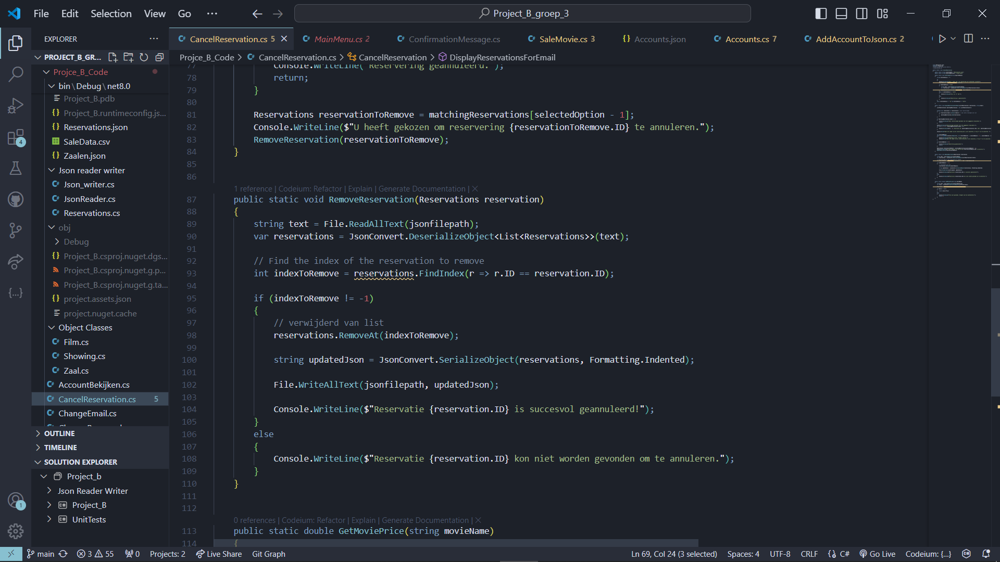 File Edit Selection View Go ··· Project_B_groep_3
EXPLORER ···
CancelReservation.cs 5 MainMenu.cs 2 ConfirmationMessage.cs SaleMovie.cs 3 Accounts.json Accounts.cs 7 AddAccountToJson.cs 2 ···
PROJECT_B_GR...
Projce_B_Code > CancelReservation.cs > CancelReservation > DisplayReservationsForEmail
Projce_B_Code
bin\Debug\net8.0
Project_B.pdb
Project_B.runtimeconfig.js...
Reservations.json
SaleData.csv
Zaalen.json
Json reader writer
Json_writer.cs
JsonReader.cs
Reservations.cs
obj
Debug
Project_B.csproj.nuget.dgs...
Project_B.csproj.nuget.g.p...
Project_B.csproj.nuget.g.ta...
project.assets.json
project.nuget.cache
Object Classes
Film.cs
Showing.cs
Zaal.cs
AccountBekijken.cs
CancelReservation.cs 5
ChangeEmail.cs
OUTLINE
TIMELINE
SOLUTION EXPLORER
Project_b
Json Reader Writer
Project_B
UnitTests
4
1
77 Console.WriteLine("Reservering geannuleerd.");
78 return;
79 }
80
81 Reservations reservationToRemove = matchingReservations[selectedOption - 1];
82 Console.WriteLine($"U heeft gekozen om reservering {reservationToRemove.ID} te annuleren.");
83 RemoveReservation(reservationToRemove);
84 }
85
86
1 reference | Codeium: Refactor | Explain | Generate Documentation | ×
87 public static void RemoveReservation(Reservations reservation)
88 {
89 string text = File.ReadAllText(jsonfilepath);
90 var reservations = JsonConvert.DeserializeObject<List<Reservations>>(text);
91
92 // Find the index of the reservation to remove
93 int indexToRemove = reservations.FindIndex(r => r.ID == reservation.ID);
94
95 if (indexToRemove != -1)
96 {
97 // verwijderd van list
98 reservations.RemoveAt(indexToRemove);
99
100 string updatedJson = JsonConvert.SerializeObject(reservations, Formatting.Indented);
101
102 File.WriteAllText(jsonfilepath, updatedJson);
103
104 Console.WriteLine($"Reservatie {reservation.ID} is succesvol geannuleerd!");
105 }
106 else
107 {
108 Console.WriteLine($"Reservatie {reservation.ID} kon niet worden gevonden om te annuleren.");
109 }
110 }
111
112
0 references | Codeium: Refactor | Explain | Generate Documentation | ×
113 public static double GetMoviePrice(string movieName)
114 {
main 3 55 0 Projects: 2 Live Share Git Graph Ln 69, Col 24 (3 selected) Spaces: 4 UTF-8 CRLF {} C# Go Live Codeium: {...}